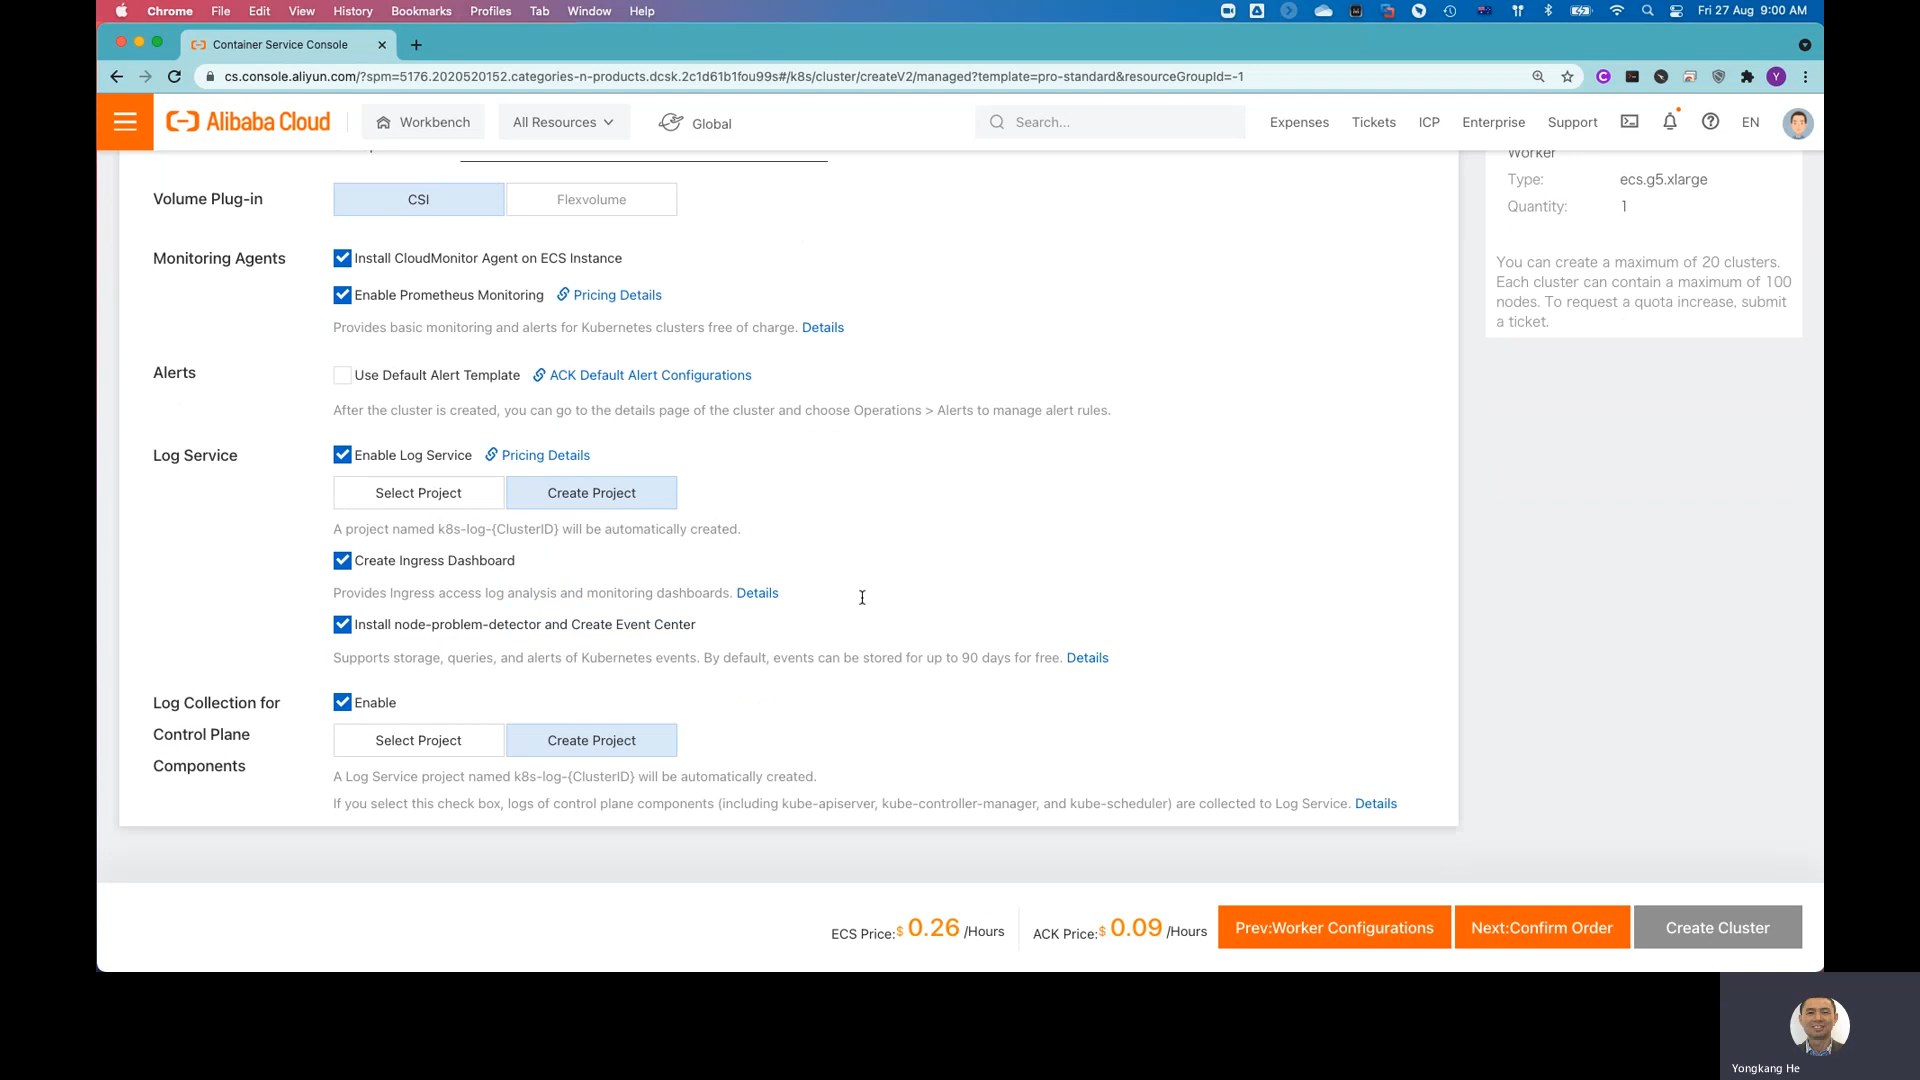 Chrome File Edit View History Bookmarks Profiles Tab Window Help
Fri 27 Aug 9:00 AM
Container Service Console
cs.console.aliyun.com/?spm=5176.2020520152.categories-n-products.dcsk.2c1d61b1fou99s#/k8s/cluster/createV2/managed?template=pro-standard&resourceGroupId=-1
Y
Alibaba Cloud
Workbench
All Resources
Global
Search...
Expenses
Tickets
ICP
Enterprise
Support
EN
Worker
Type: ecs.g5.xlarge
Quantity: 1
You can create a maximum of 20 clusters.
Each cluster can contain a maximum of 100
nodes. To request a quota increase, submit
a ticket.
Volume Plug-in
CSI
Flexvolume
Monitoring Agents
Install CloudMonitor Agent on ECS Instance
Enable Prometheus Monitoring Pricing Details
Provides basic monitoring and alerts for Kubernetes clusters free of charge. Details
Alerts
Use Default Alert Template ACK Default Alert Configurations
After the cluster is created, you can go to the details page of the cluster and choose Operations > Alerts to manage alert rules.
Log Service
Enable Log Service Pricing Details
Select Project
Create Project
A project named k8s-log-{ClusterID} will be automatically created.
Create Ingress Dashboard
Provides Ingress access log analysis and monitoring dashboards. Details
Install node-problem-detector and Create Event Center
Supports storage, queries, and alerts of Kubernetes events. By default, events can be stored for up to 90 days for free. Details
Log Collection for
Control Plane
Components
Enable
Select Project
Create Project
A Log Service project named k8s-log-{ClusterID} will be automatically created.
If you select this check box, logs of control plane components (including kube-apiserver, kube-controller-manager, and kube-scheduler) are collected to Log Service. Details
ECS Price:$ 0.26 /Hours
ACK Price:$ 0.09 /Hours
Prev:Worker Configurations
Next:Confirm Order
Create Cluster
Yongkang He